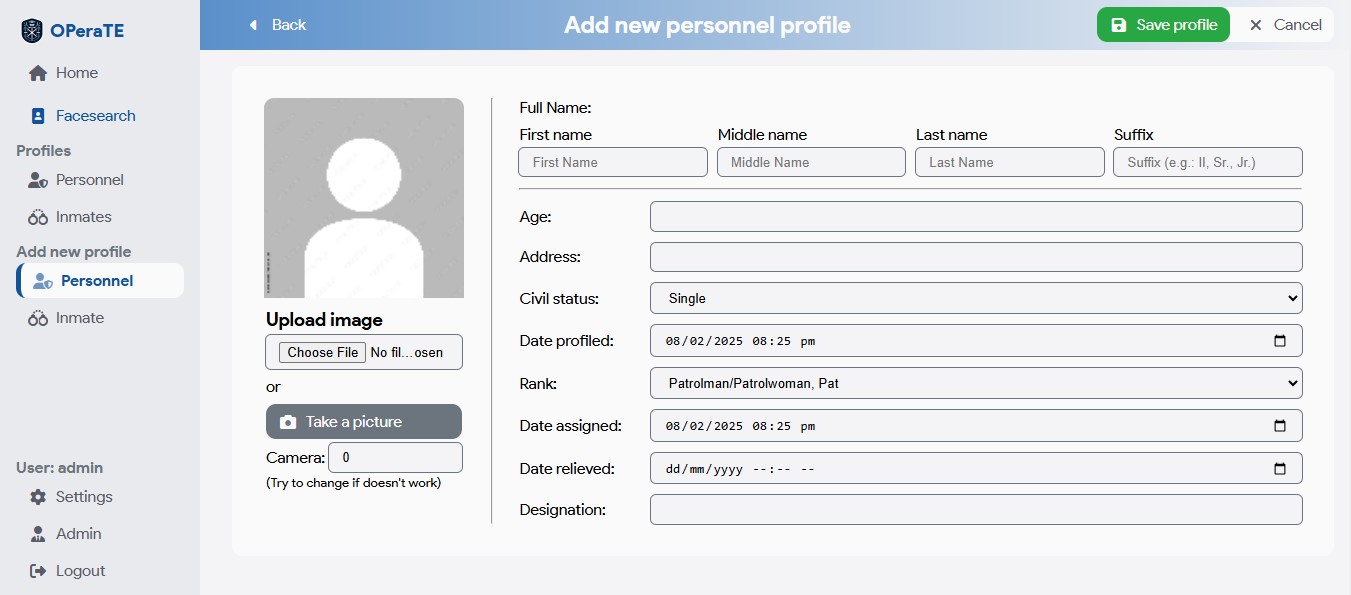 OPeraTE
Home
Facesearch
Profiles
Personnel
Inmates
Add new profile
Personnel
Inmate
User: admin
Settings
Admin
Logout
Back
Add new personnel profile
Save profile
Cancel
Upload image
Choose File No fil...osen
or
Take a picture
Camera: 0
(Try to change if doesn't work)
Full Name:
First name Middle name Last name Suffix
First Name Middle Name Last Name Suffix (e.g.: II, Sr., Jr.)
Age:
Address:
Civil status: Single
Date profiled: 08/02/2025 08:25 pm
Rank: Patrolman/Patrolwoman, Pat
Date assigned: 08/02/2025 08:25 pm
Date relieved: dd/mm/yyyy --:-- --
Designation: